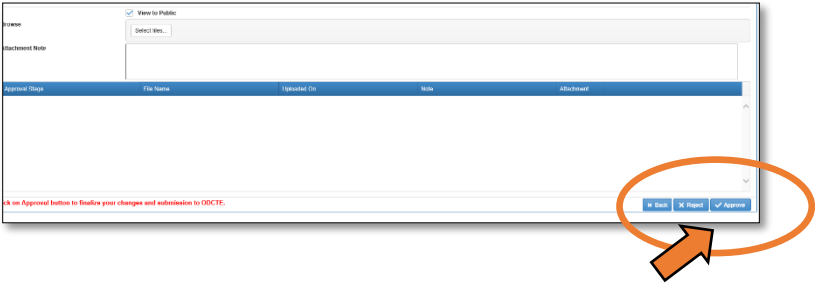 View to Public
Browse
Select files...
Attachment Note
Approval Stage File Name Uploaded On Note Attachment
ck on Approval button to finalize your changes and submission to ODCTE.
Back Reject Approve